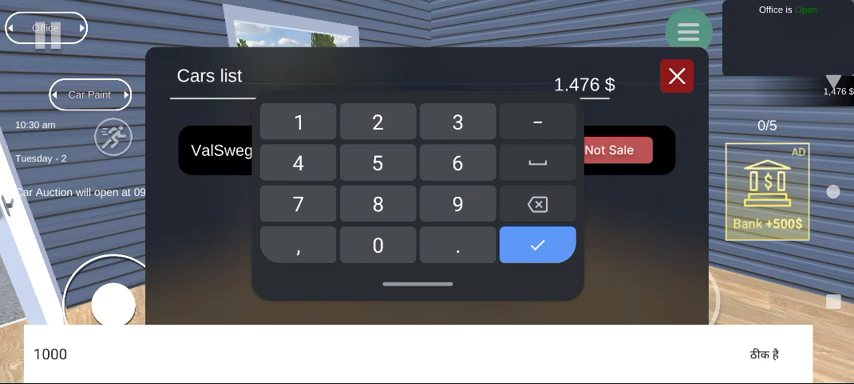 Office
Office is Open
Cars list
1.476 $
Car Paint
1,476 $
10:30 am
0/5
Tuesday - 2
ValSweg
Not Sale
AD
Car Auction will open at 09
Bank +500$
1 2 3 -
4 5 6
7 8 9
, 0 .
1000
ठीक है